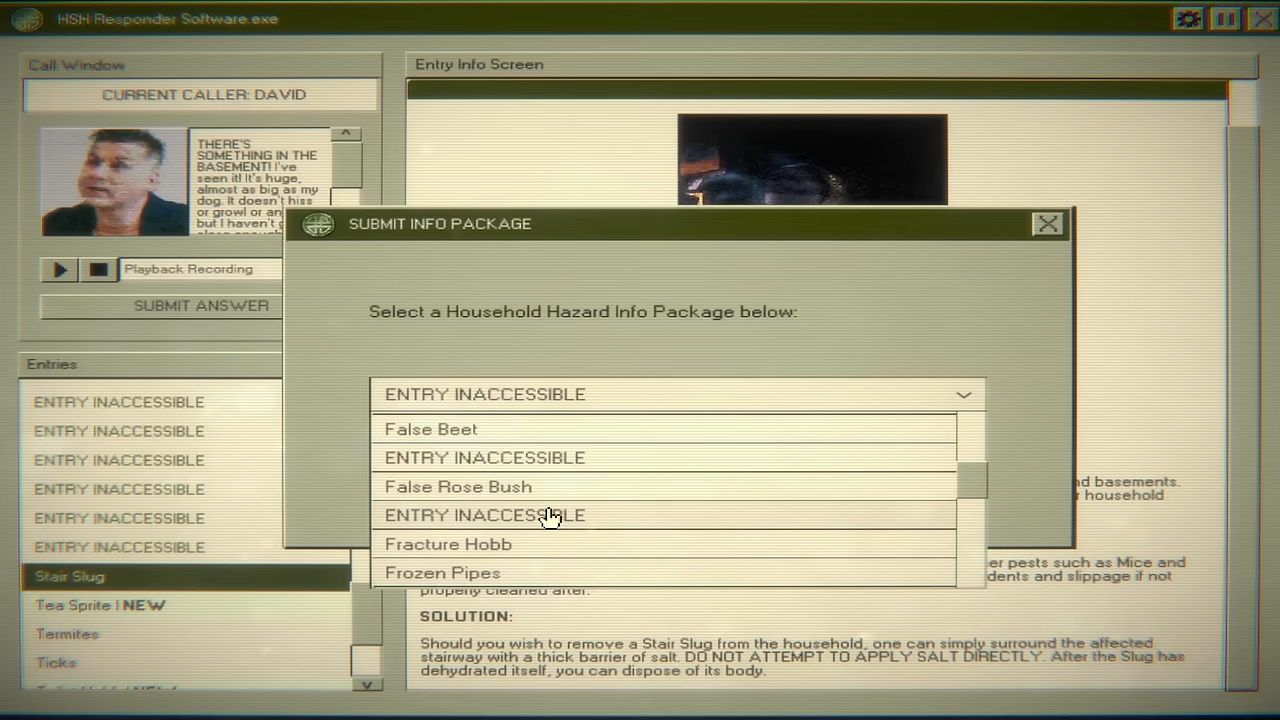 HSH Responder Software.exe
Call Window
CURRENT CALLER: DAVID
THERE'S
SOMETHING IN THE
BASEMENT! I've
seen it! It's huge,
almost as big as my
dog. It doesn't hiss
or growl or an
but I haven't
Playback Recording
SUBMIT ANSWER
Entries
ENTRY INACCESSIBLE
ENTRY INACCESSIBLE
ENTRY INACCESSIBLE
ENTRY INACCESSIBLE
ENTRY INACCESSIBLE
ENTRY INACCESSIBLE
Stair Slug
Tea Sprite | NEW
Termites
Ticks
Entry Info Screen
SUBMIT INFO PACKAGE
Select a Household Hazard Info Package below:
ENTRY INACCESSIBLE
False Beet
ENTRY INACCESSIBLE
False Rose Bush
ENTRY INACCESSIBLE
Fracture Hobb
Frozen Pipes
nd basements.
r household
er pests such as Mice and
dents and slippage if not
properly cleaned after.
SOLUTION:
Should you wish to remove a Stair Slug from the household, one can simply surround the affected
stairway with a thick barrier of salt. DO NOT ATTEMPT TO APPLY SALT DIRECTLY. After the Slug has
dehydrated itself, you can dispose of its body.